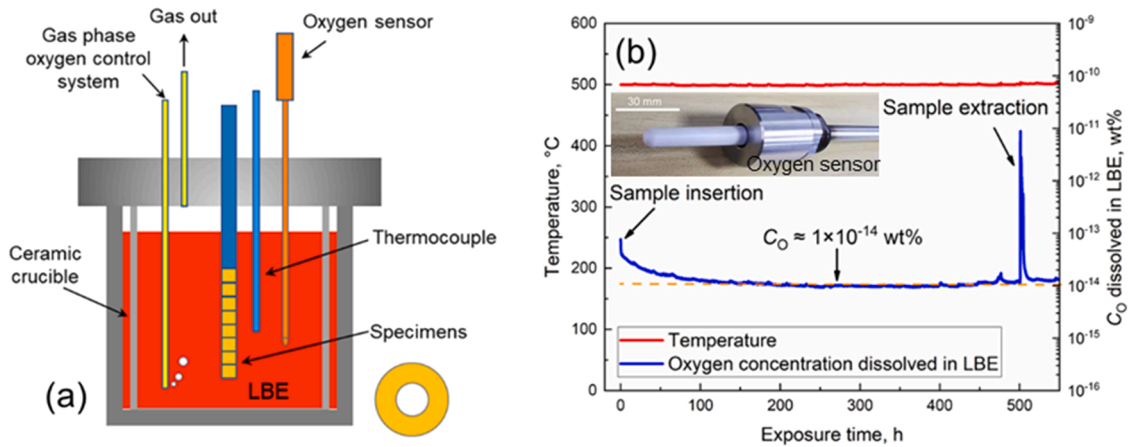 Gas out
Gas phase
oxygen control
system
Oxygen sensor
Ceramic
crucible
Thermocouple
Specimens
LBE
(a)
(b)
600
500
400
300
200
100
0
Temperature, °C
10⁻⁹
10⁻¹⁰
10⁻¹¹
10⁻¹²
10⁻¹³
10⁻¹⁴
10⁻¹⁵
10⁻¹⁶
C_O dissolved in LBE, wt%
30 mm
Oxygen sensor
Sample extraction
Sample insertion
C_O ≈ 1×10⁻¹⁴ wt%
Temperature
Oxygen concentration dissolved in LBE
0
100
200
300
400
500
Exposure time, h